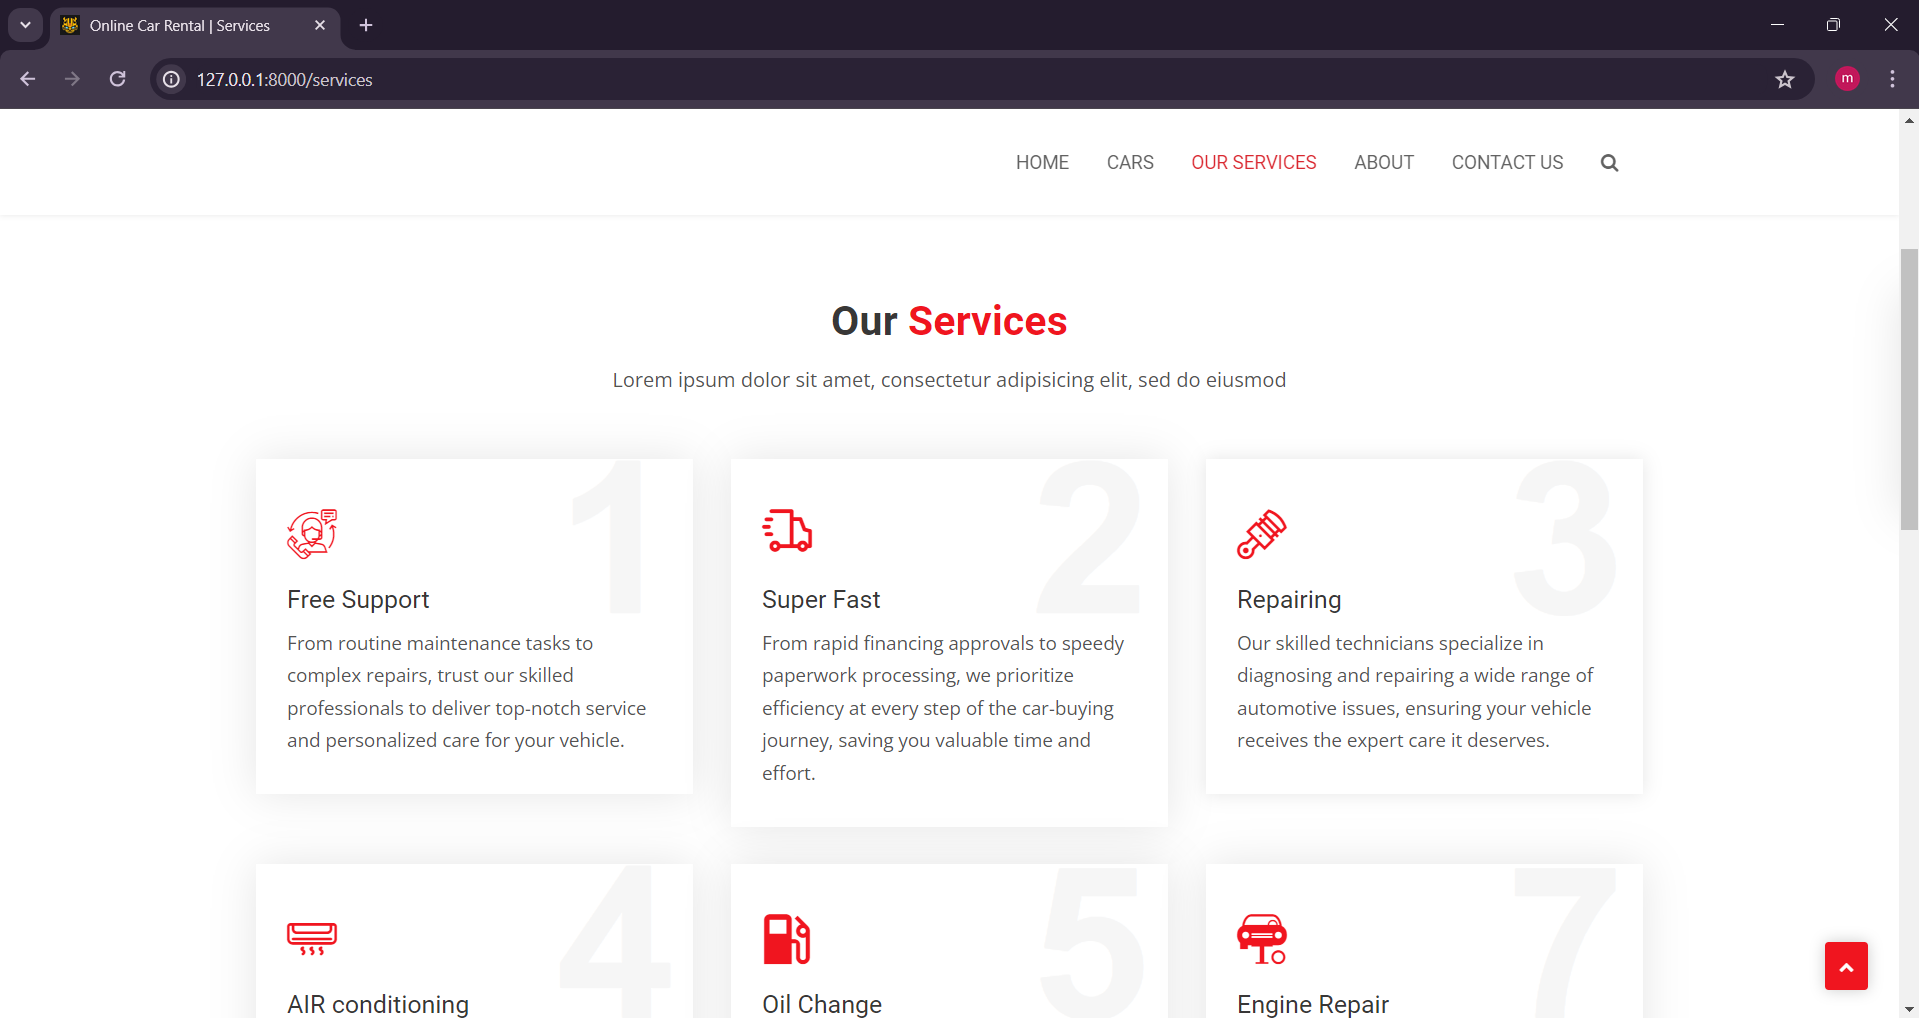 Online Car Rental | Services
127.0.0.1:8000/services
m
HOME CARS OUR SERVICES ABOUT CONTACT US
Our Services
Lorem ipsum dolor sit amet, consectetur adipisicing elit, sed do eiusmod
1
Free Support
From routine maintenance tasks to
complex repairs, trust our skilled
professionals to deliver top-notch service
and personalized care for your vehicle.
2
Super Fast
From rapid financing approvals to speedy
paperwork processing, we prioritize
efficiency at every step of the car-buying
journey, saving you valuable time and
effort.
3
Repairing
Our skilled technicians specialize in
diagnosing and repairing a wide range of
automotive issues, ensuring your vehicle
receives the expert care it deserves.
4
AIR conditioning
5
Oil Change
7
Engine Repair